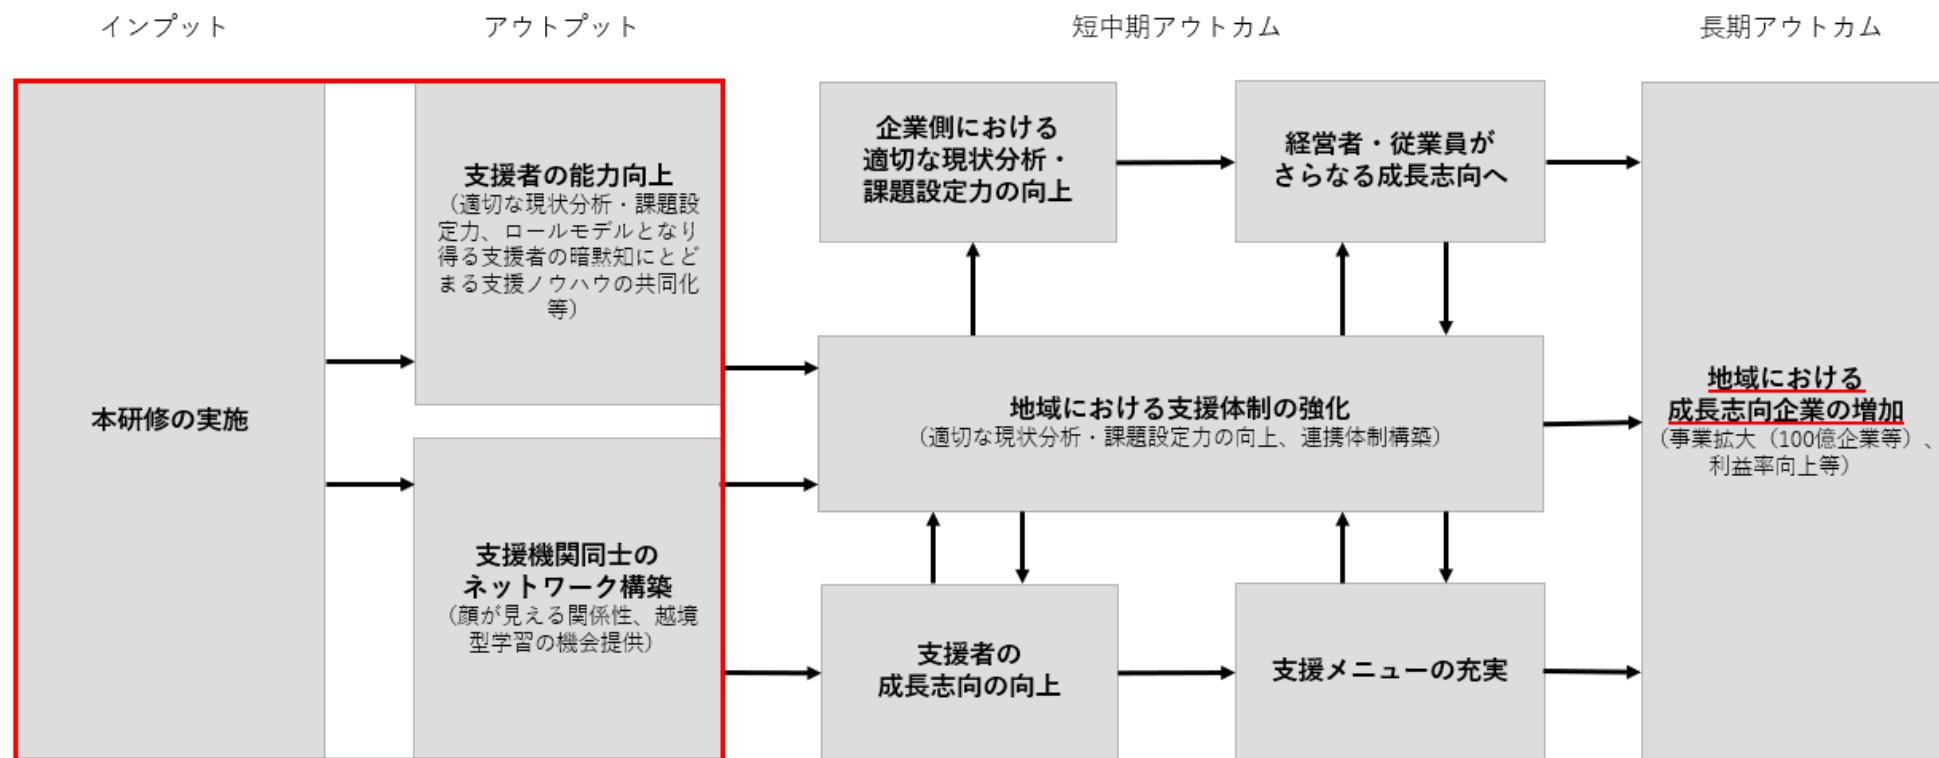 インプット
アウトプット
短中期アウトカム
長期アウトカム
本研修の実施
支援者の能力向上
（適切な現状分析・課題設
定力、ロールモデルとなり
得る支援者の暗黙知にとど
まる支援ノウハウの共同化
等）
支援機関同士の
ネットワーク構築
（顔が見える関係性、越境
型学習の機会提供）
企業側における
適切な現状分析・
課題設定力の向上
経営者・従業員が
さらなる成長志向へ
地域における支援体制の強化
（適切な現状分析・課題設定力の向上、連携体制構築）
支援者の
成長志向の向上
支援メニューの充実
地域における
成長志向企業の増加
（事業拡大（100億企業等）、
利益率向上等）